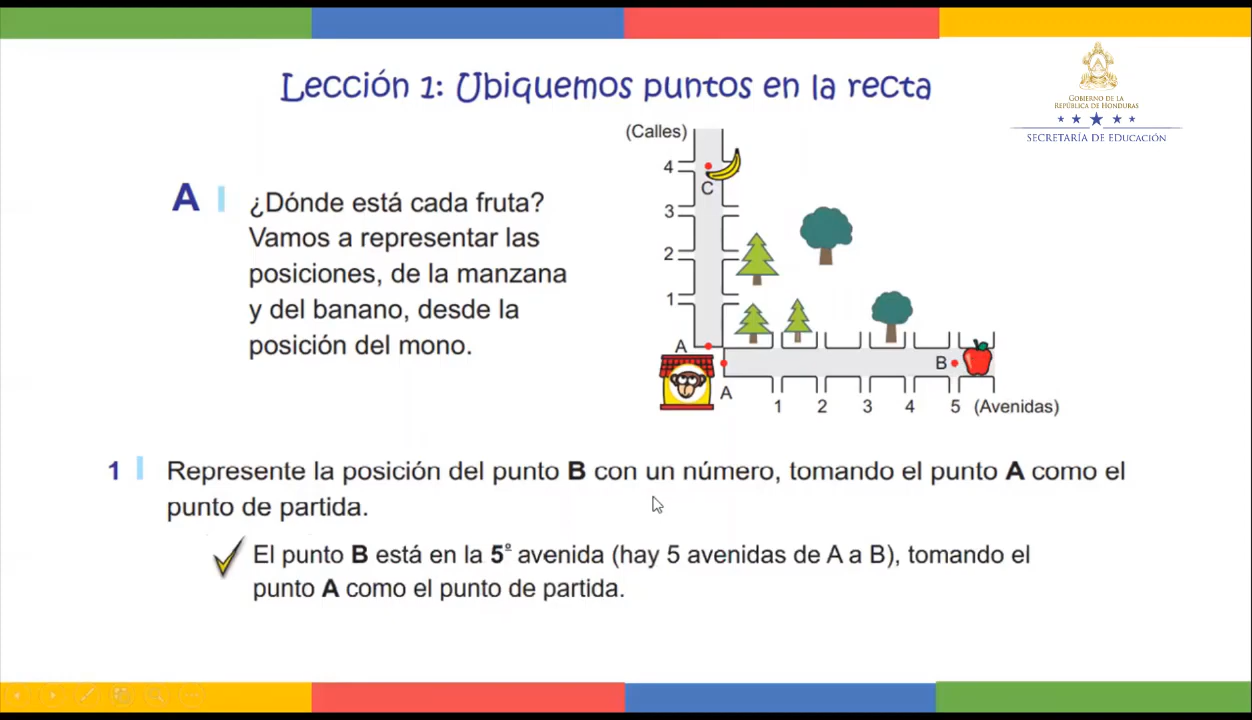 Lección 1: Ubiquemos puntos en la recta
GOBIERNO DE LA
REPÚBLICA DE HONDURAS
SECRETARÍA DE EDUCACIÓN
A
¿Dónde está cada fruta?
Vamos a representar las
posiciones, de la manzana
y del banano, desde la
posición del mono.
(Calles)
4
C
3
2
1
A
B
A
1 2 3 4 5 (Avenidas)
1 Represente la posición del punto B con un número, tomando el punto A como el
punto de partida.
El punto B está en la 5º avenida (hay 5 avenidas de A a B), tomando el
punto A como el punto de partida.